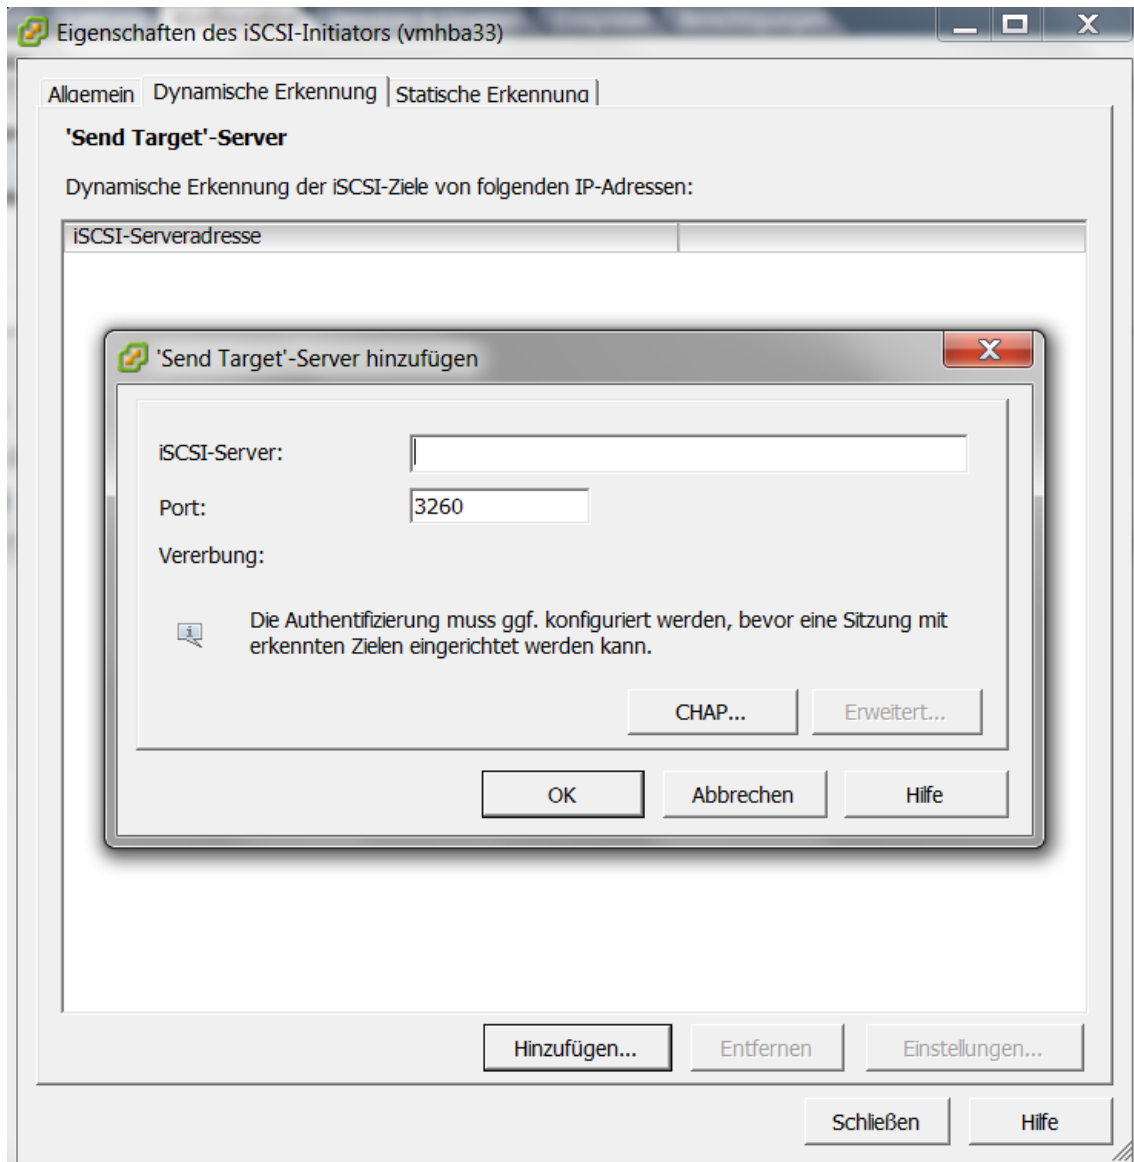 Eigenschaften des iSCSI-Initiators (vmhba33)
Allgemein Dynamische Erkennung Statische Erkennung
'Send Target'-Server
Dynamische Erkennung der iSCSI-Ziele von folgenden IP-Adressen:
iSCSI-Serveradresse
'Send Target'-Server hinzufügen
iSCSI-Server:
Port: 3260
Vererbung:
Die Authentifizierung muss ggf. konfiguriert werden, bevor eine Sitzung mit
erkennten Zielen eingerichtet werden kann.
CHAP... Erweitert...
OK Abbrechen Hilfe
Hinzufügen... Entfernen Einstellungen...
Schließen Hilfe